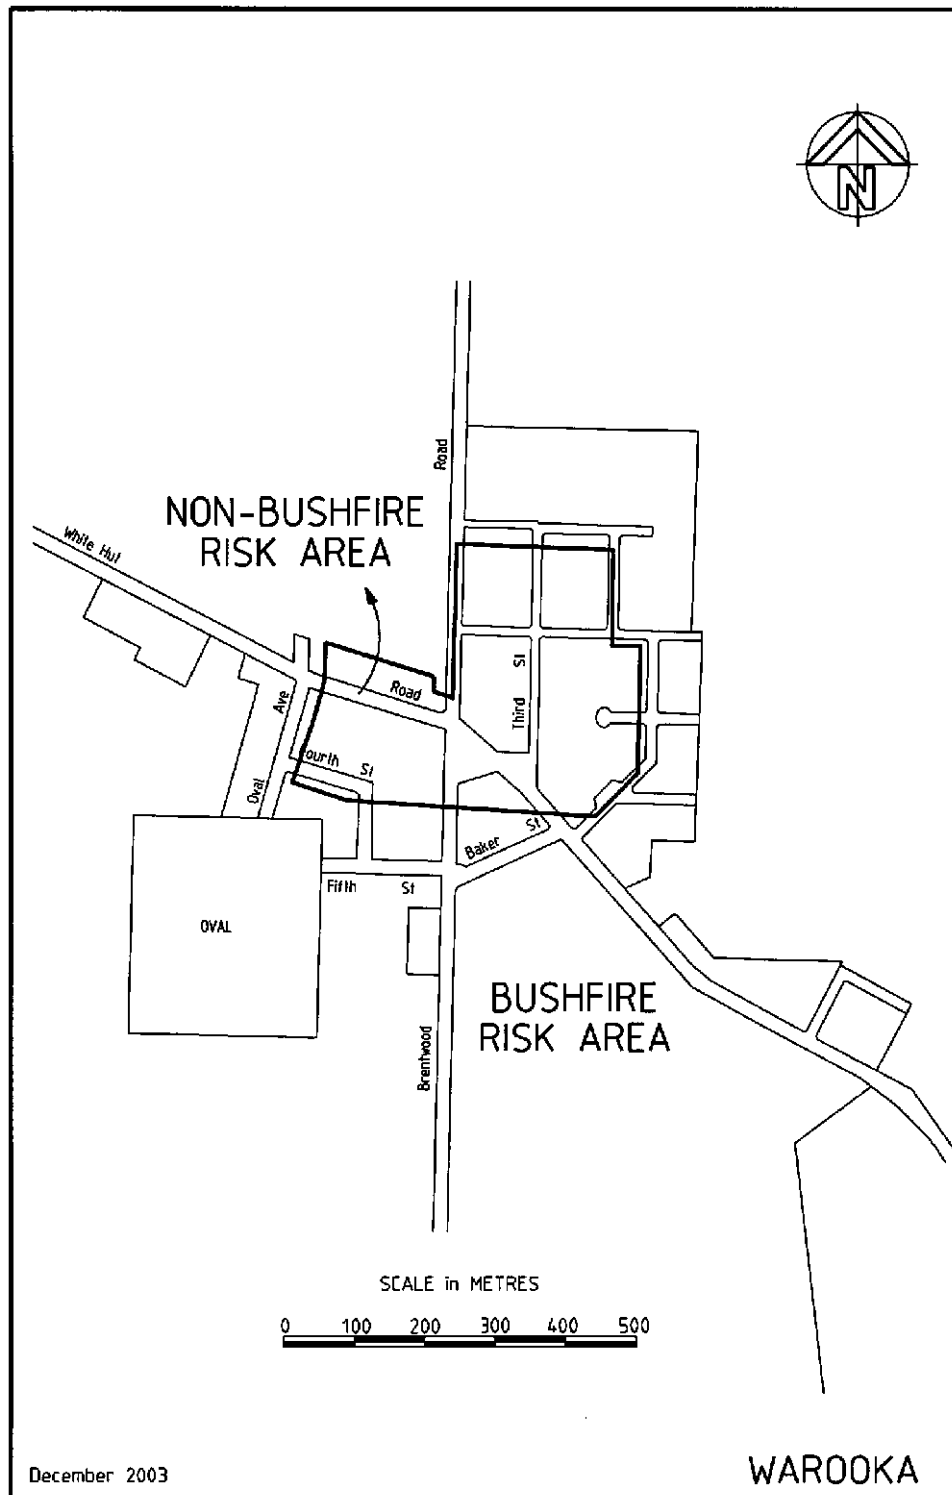 N
Road
NON-BUSHFIRE
RISK AREA
White Hut
Road
Third St
Ave
Fourth St
Oval
Baker St
Fifth St
OVAL
BUSHFIRE
RISK AREA
Brentwood
SCALE in METRES
0 100 200 300 400 500
December 2003
WAROOKA